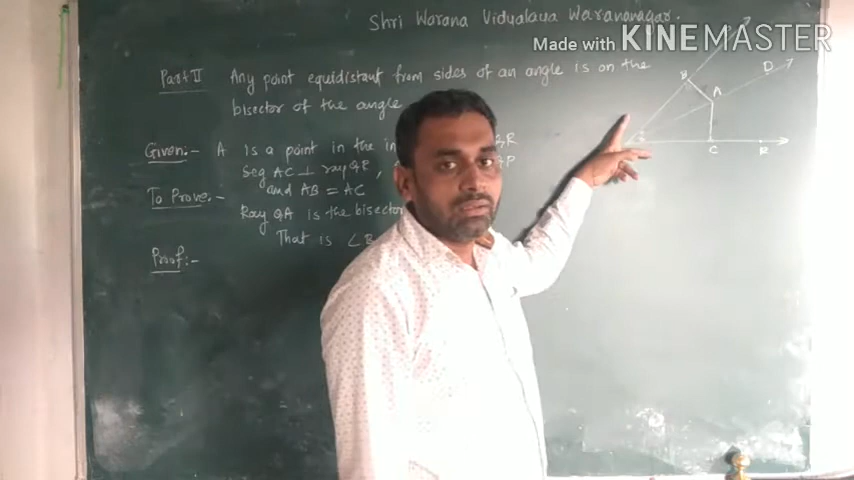 Shri Warana Vidyalaya Warananagar.
Made with KINEMASTER
Part II Any point equidistant from sides of an angle is on the
bisector of the angle
Given:- A is a point in the in
Seg AC ⊥ ray QR,
and AB = AC
To Prove:-
Ray QA is the bisector
That is ∠B
Proof:-
B
A
D
C
R